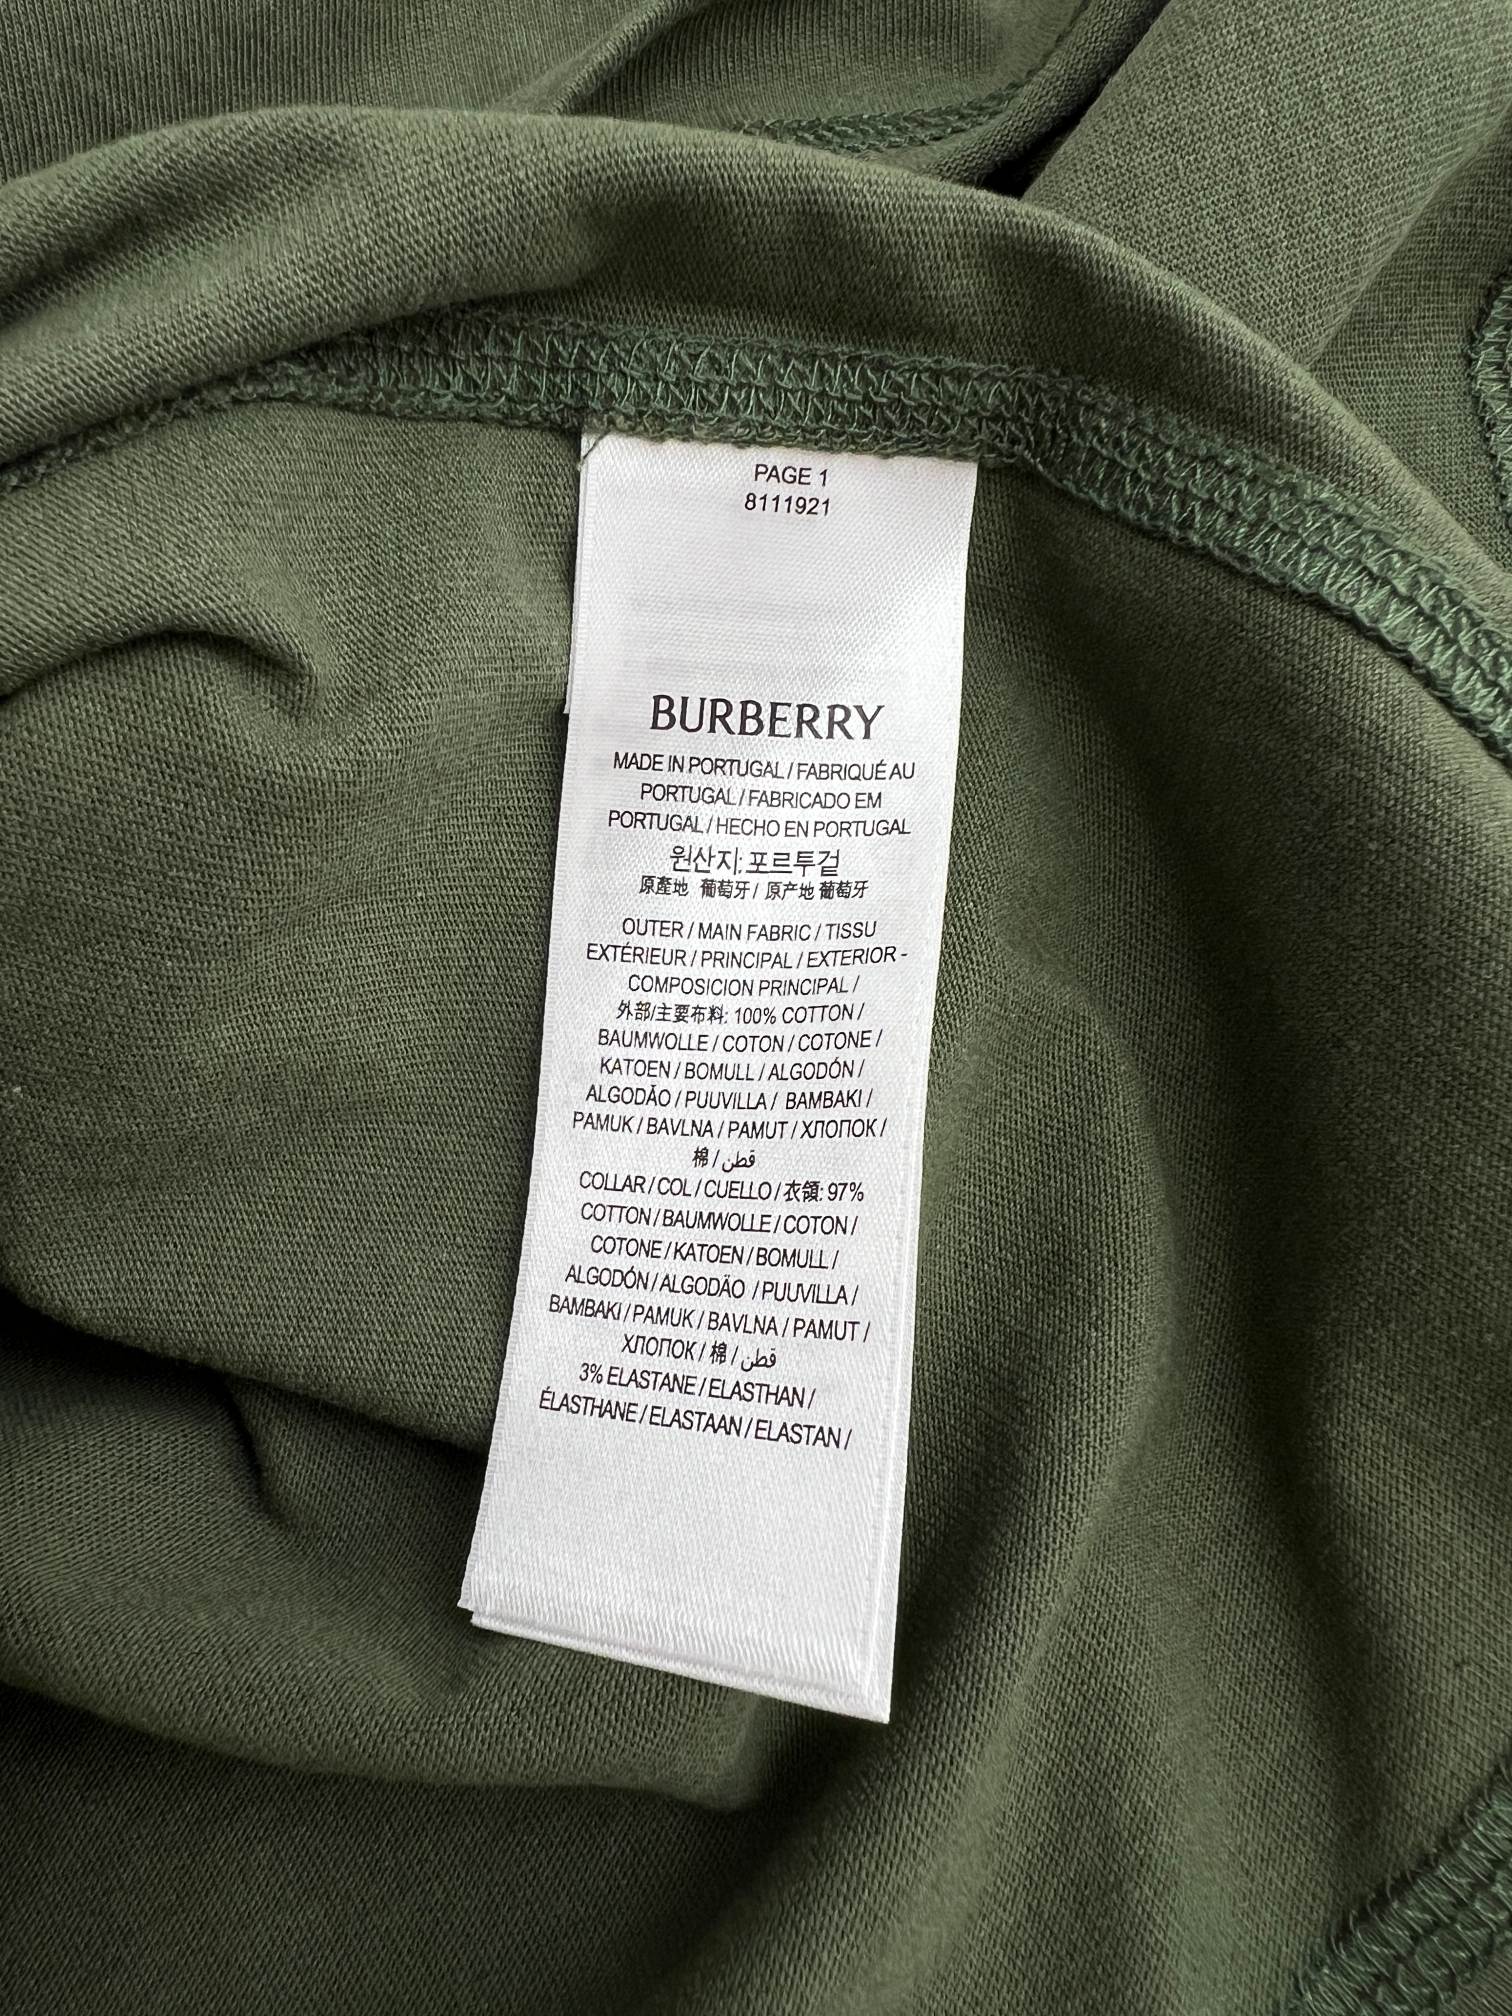 PAGE 1
8111921
BURBERRY
MADE IN PORTUGAL / FABRIQUÉ AU
PORTUGAL / FABRICADO EM
PORTUGAL / HECHO EN PORTUGAL
원산지: 포르투겉
原產地 葡萄牙 / 原产地 葡萄牙
OUTER / MAIN FABRIC / TISSU
EXTÉRIEUR / PRINCIPAL / EXTERIOR -
COMPOSICION PRINCIPAL /
外部/主要布料: 100% COTTON /
BAUMWOLLE / COTON / COTONE /
KATOEN / BOMULL / ALGODÓN /
ALGODÃO / PUUVILLA / BAMBAKI /
PAMUK / BAVLNA / PAMUT / ХЛОПОК /
棉 / قطن
COLLAR / COL / CUELLO / 衣領: 97%
COTTON / BAUMWOLLE / COTON /
COTONE / KATOEN / BOMULL /
ALGODÓN / ALGODÃO / PUUVILLA /
BAMBAKI / PAMUK / BAVLNA / PAMUT /
ХЛОПОК / 棉 / قطن
3% ELASTANE / ELASTHAN /
ÉLASTHANE / ELASTAAN / ELASTAN /